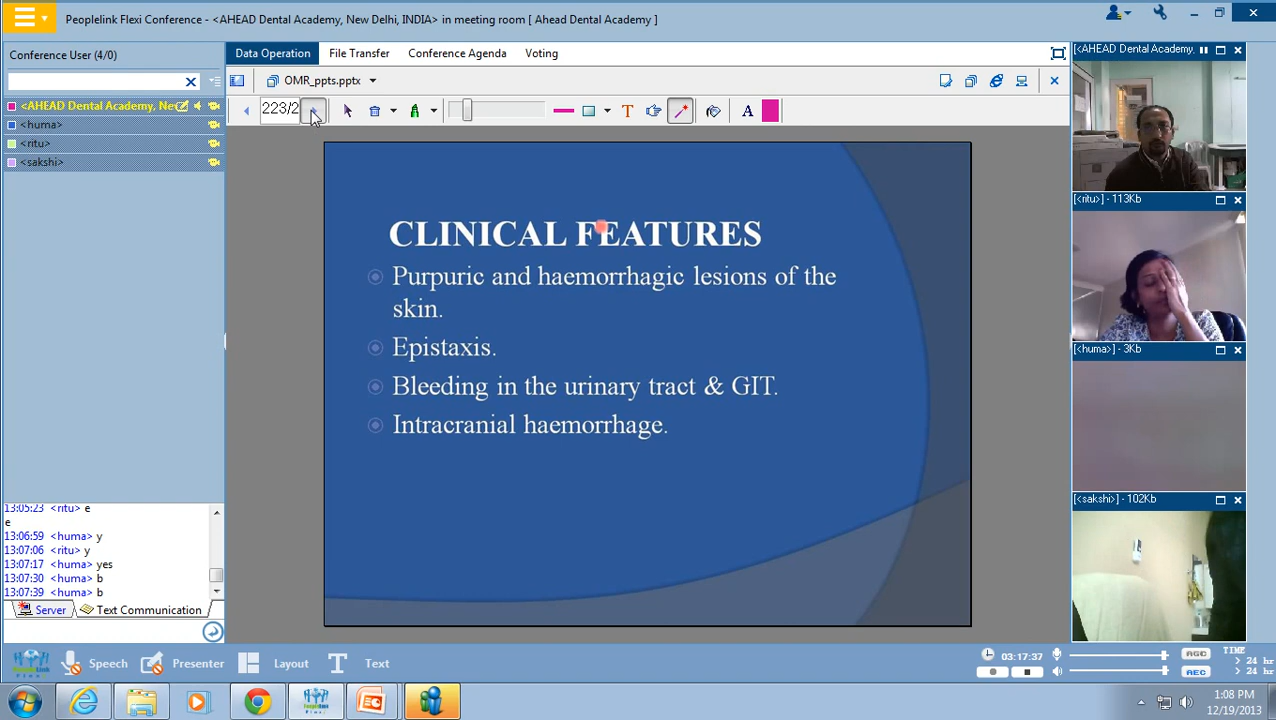 Peoplelink Flexi Conference - <AHEAD Dental Academy, New Delhi, INDIA> in meeting room [ Ahead Dental Academy ]
Conference User (4/0)
<AHEAD Dental Academy, Nev
<huma>
<ritu>
<sakshi>
Data Operation
File Transfer
Conference Agenda
Voting
OMR_ppts.pptx
223/2
T
A
CLINICAL FEATURES
Purpuric and haemorrhagic lesions of the
skin.
Epistaxis.
Bleeding in the urinary tract & GIT.
Intracranial haemorrhage.
[<AHEAD Dental Academy,
[<ritu>] - 113Kb
[<huma>] - 3Kb
[<sakshi>] - 102Kb
13:05:23 <ritu> e
e
13:06:59 <huma> y
13:07:06 <ritu> y
13:07:17 <huma> yes
13:07:30 <huma> b
13:07:39 <huma> b
Server
Text Communication
Speech
Presenter
Layout
T Text
03:17:37
AGC
AEC
TIME
> 24 hr
> 24 hr
1:08 PM
12/19/2013